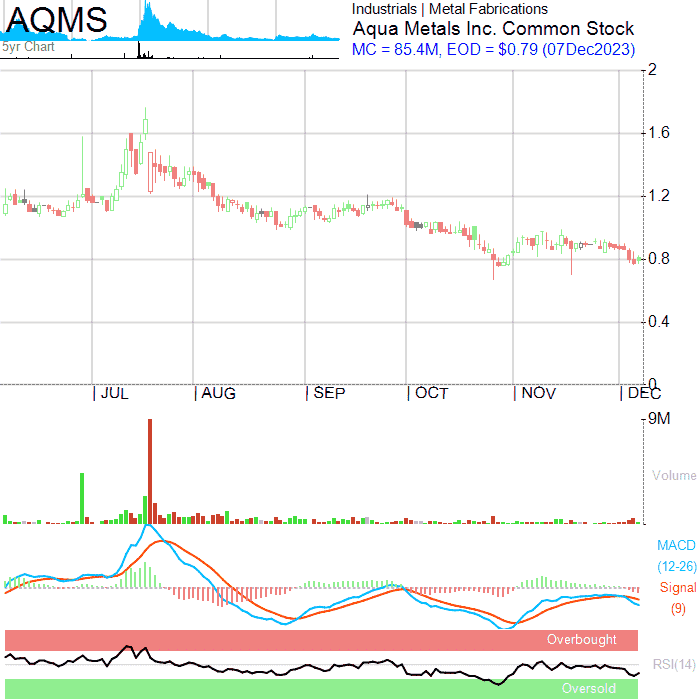 AQMS
5yr Chart
Industrials | Metal Fabrications
Aqua Metals Inc. Common Stock
MC = 85.4M, EOD = $0.79 (07Dec2023)
2
1.6
1.2
0.8
0.4
0
| JUL | AUG | SEP | OCT | NOV | DEC
9M
Volume
MACD
(12-26)
Signal
(9)
Overbought
RSI(14)
Oversold